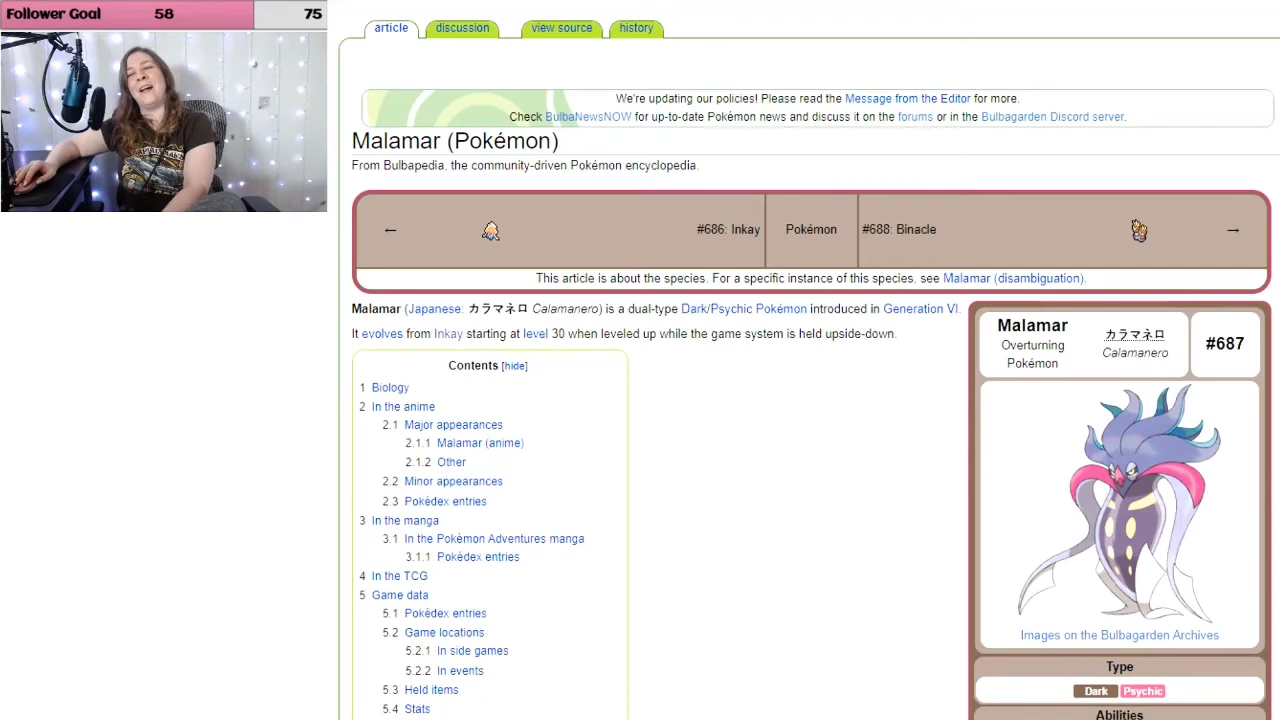 Follower Goal 58 75
article discussion view source history
We're updating our policies! Please read the Message from the Editor for more.
Check BulbaNewsNOW for up-to-date Pokémon news and discuss it on the forums or in the Bulbagarden Discord server.
Malamar (Pokémon)
From Bulbapedia, the community-driven Pokémon encyclopedia.
← #686: Inkay Pokémon #688: Binacle →
This article is about the species. For a specific instance of this species, see Malamar (disambiguation).
Malamar (Japanese: カラマネロ Calamanero) is a dual-type Dark/Psychic Pokémon introduced in Generation VI.
It evolves from Inkay starting at level 30 when leveled up while the game system is held upside-down.
Contents [hide]
1 Biology
2 In the anime
2.1 Major appearances
2.1.1 Malamar (anime)
2.1.2 Other
2.2 Minor appearances
2.3 Pokédex entries
3 In the manga
3.1 In the Pokémon Adventures manga
3.1.1 Pokédex entries
4 In the TCG
5 Game data
5.1 Pokédex entries
5.2 Game locations
5.2.1 In side games
5.2.2 In events
5.3 Held items
5.4 Stats
Malamar
Overturning
Pokémon
カラマネロ
Calamanero
#687
Images on the Bulbagarden Archives
Type
Dark Psychic
Abilities